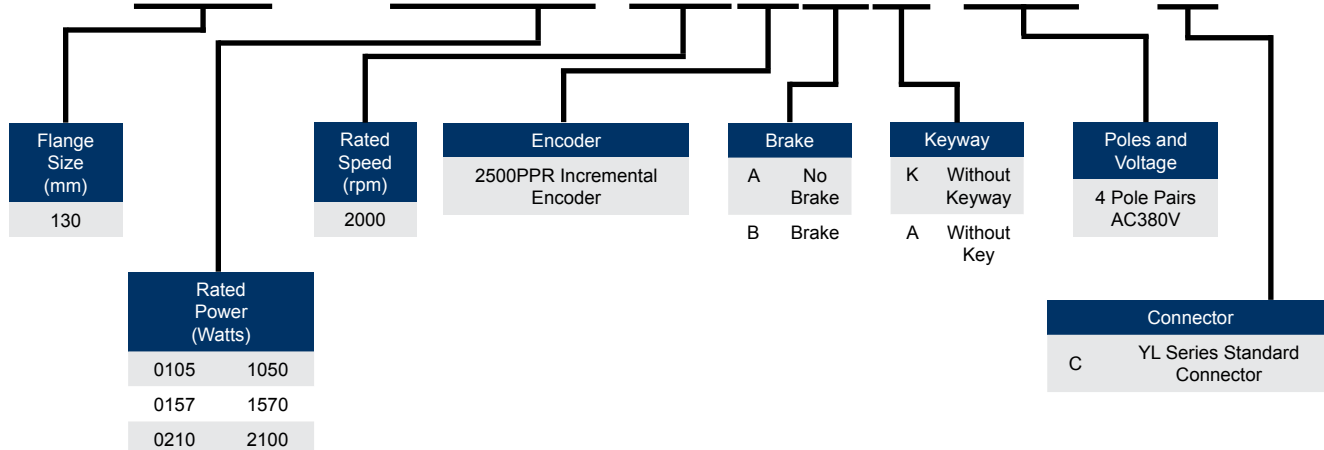 Flange
Size
(mm)
130
Rated
Power
(Watts)
0105 1050
0157 1570
0210 2100
Rated
Speed
(rpm)
2000
Encoder
2500PPR Incremental
Encoder
Brake
A No
Brake
B Brake
Keyway
K Without
Keyway
A Without
Key
Poles and
Voltage
4 Pole Pairs
AC380V
Connector
C YL Series Standard
Connector